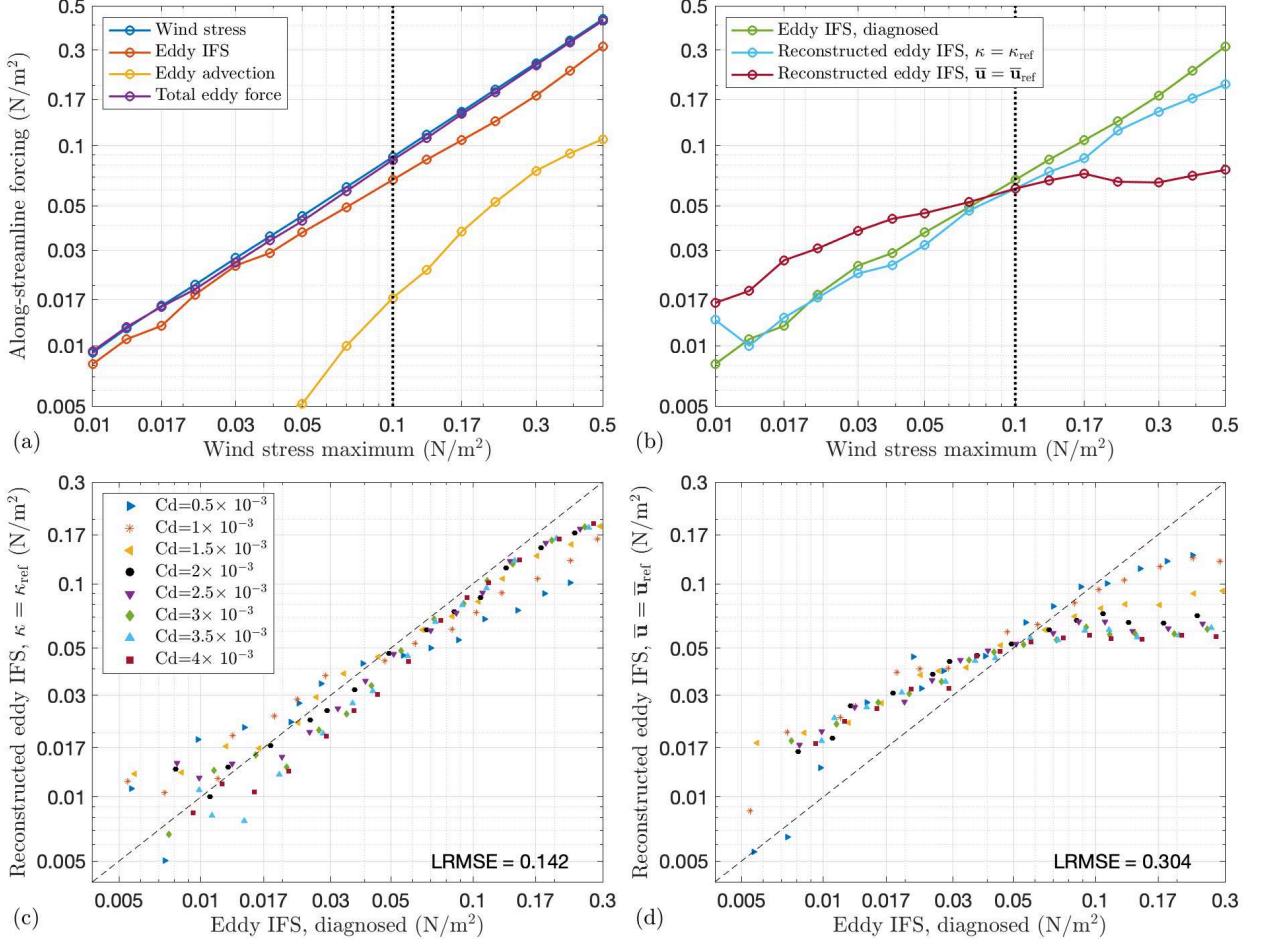 Along-streamline forcing (N/m²)
0.5
0.3
0.17
0.1
0.05
0.03
0.017
0.01
0.005
Wind stress
Eddy IFS
Eddy advection
Total eddy force
0.01 0.017 0.03 0.05 0.1 0.17 0.3 0.5
(a) Wind stress maximum (N/m²)
0.5
0.3
0.17
0.1
0.05
0.03
0.017
0.01
0.005
Eddy IFS, diagnosed
Reconstructed eddy IFS, κ = κ_ref
Reconstructed eddy IFS, u̅ = u̅_ref
0.01 0.017 0.03 0.05 0.1 0.17 0.3 0.5
(b) Wind stress maximum (N/m²)
Reconstructed eddy IFS, κ = κ_ref (N/m²)
0.3
0.17
0.1
0.05
0.03
0.017
0.01
0.005
Cd=0.5× 10⁻³
Cd=1× 10⁻³
Cd=1.5× 10⁻³
Cd=2× 10⁻³
Cd=2.5× 10⁻³
Cd=3× 10⁻³
Cd=3.5× 10⁻³
Cd=4× 10⁻³
LRMSE = 0.142
0.005 0.01 0.017 0.03 0.05 0.1 0.17 0.3
(c) Eddy IFS, diagnosed (N/m²)
Reconstructed eddy IFS, u̅ = u̅_ref (N/m²)
0.3
0.17
0.1
0.05
0.03
0.017
0.01
0.005
LRMSE = 0.304
0.005 0.01 0.017 0.03 0.05 0.1 0.17 0.3
(d) Eddy IFS, diagnosed (N/m²)